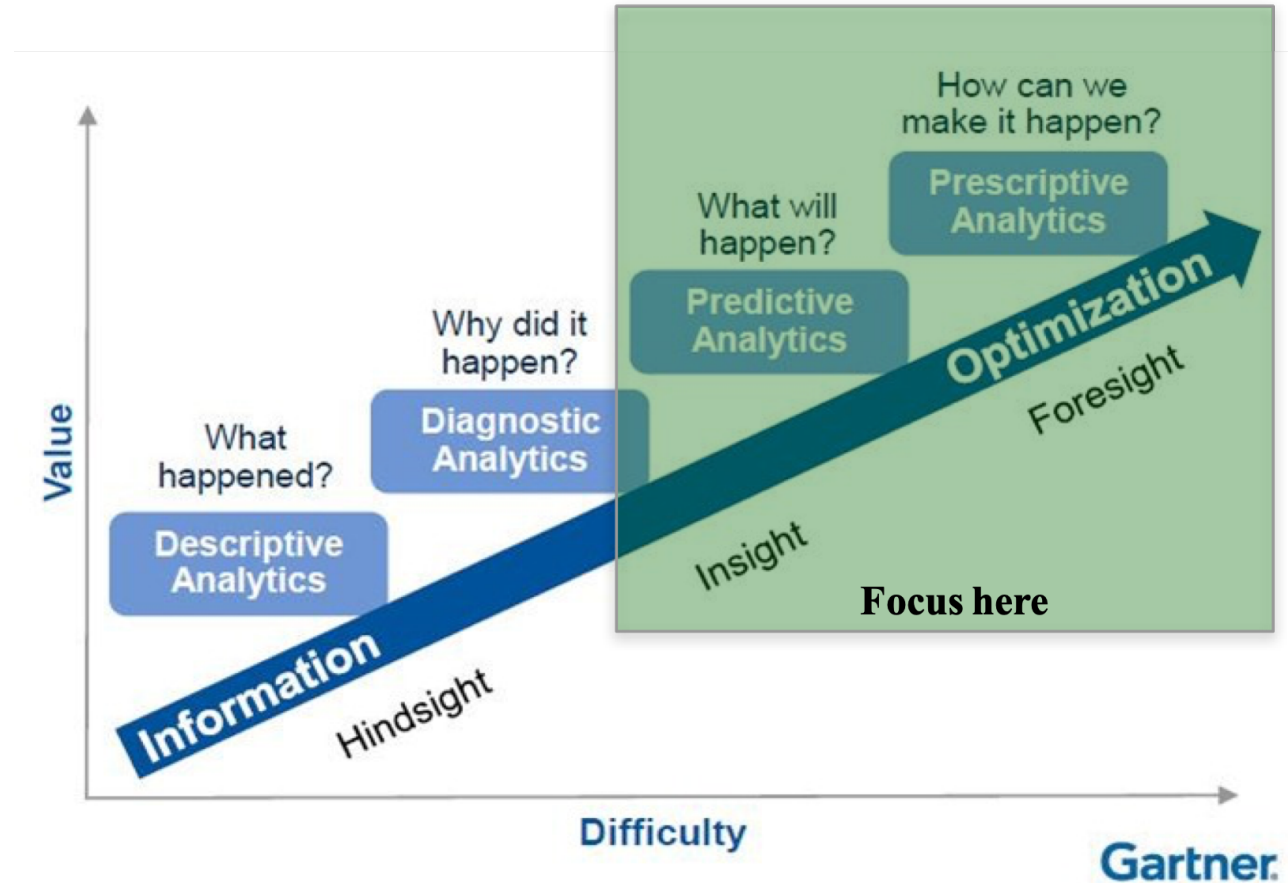 How can we
make it happen?
Prescriptive
Analytics
What will
happen?
Predictive
Analytics
Why did it
happen?
Diagnostic
Analytics
What
happened?
Descriptive
Analytics
Value
Information
Optimization
Hindsight
Insight
Foresight
Focus here
Difficulty
Gartner.